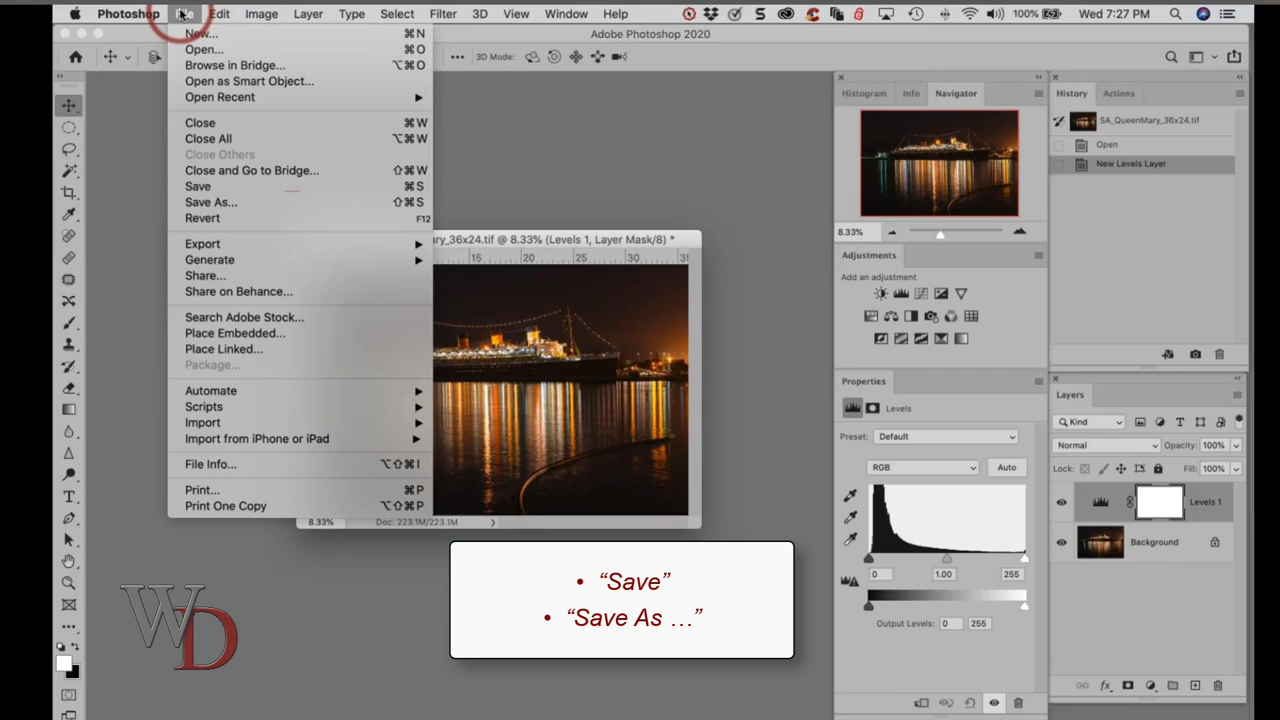 Photoshop File Edit Image Layer Type Select Filter 3D View Window Help 100% Wed 7:27 PM
Adobe Photoshop 2020
New... ⌘N
Open... ⌘O
Browse in Bridge... ⌥⌘O
Open as Smart Object...
Open Recent
Close ⌘W
Close All ⌥⌘W
Close Others
Close and Go to Bridge... ⇧⌘W
Save ⌘S
Save As... ⇧⌘S
Revert F12
Export
Generate
Share...
Share on Behance...
Search Adobe Stock...
Place Embedded...
Place Linked...
Package...
Automate
Scripts
Import
Import from iPhone or iPad
File Info... ⌥⇧⌘I
Print... ⌘P
Print One Copy ⌥⇧⌘P
3D Mode:
ry_36x24.tif @ 8.33% (Levels 1, Layer Mask/8) *
15 20 25 30 35
8.33% Doc: 223.1M/223.1M
• “Save”
• “Save As …”
WD
Histogram Info Navigator
8.33%
Adjustments
Add an adjustment
Properties
Levels
Preset: Default
RGB Auto
0 1.00 255
Output Levels: 0 255
History Actions
SA_QueenMary_36x24.tif
Open
New Levels Layer
Layers
Kind
Normal Opacity: 100%
Lock: Fill: 100%
Levels 1
Background